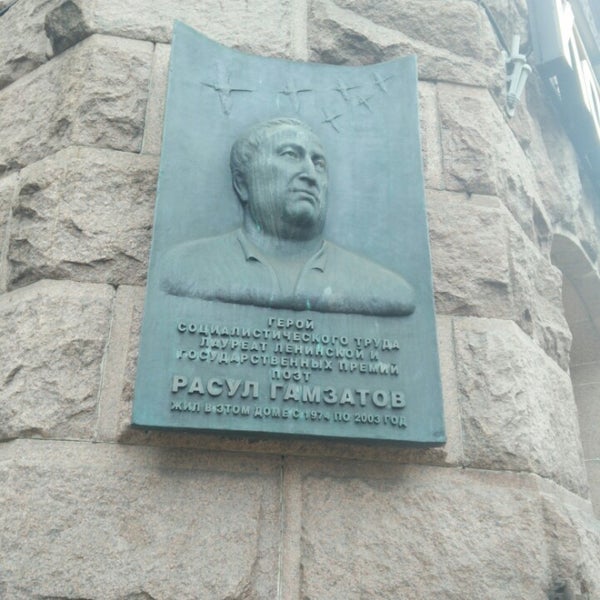 ГЕРОЙ
СОЦИАЛИСТИЧЕСКОГО ТРУДА
ЛАУРЕАТ ЛЕНИНСКОЙ И
ГОСУДАРСТВЕННЫХ ПРЕМИЙ
ПОЭТ
РАСУЛ ГАМЗАТОВ
ЖИЛ В ЭТОМ ДОМЕ С 1974 ПО 2003 ГОД